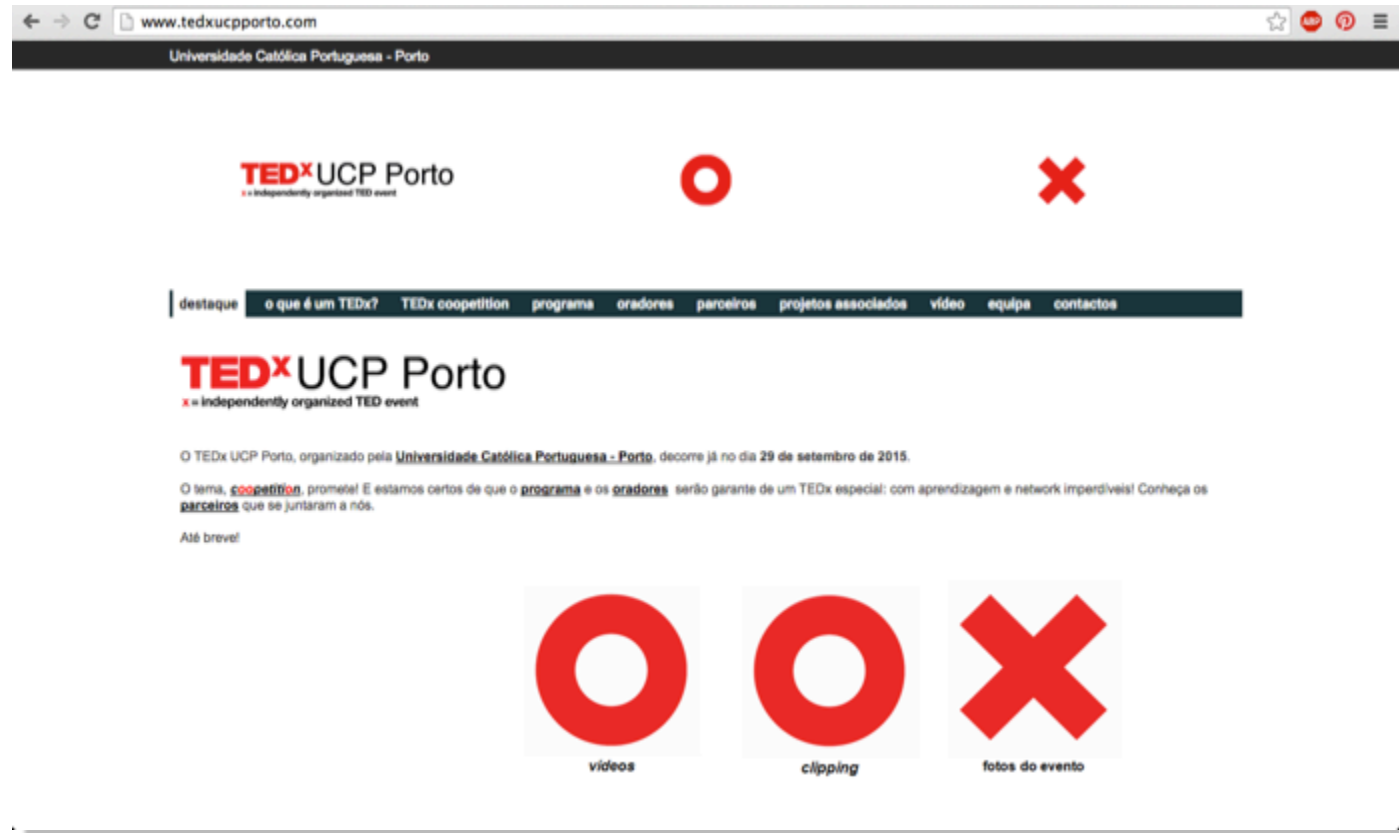 www.tedxucpporto.com
ABP
Universidade Católica Portuguesa - Porto
TEDx UCP Porto
x = independently organized TED event
destaque o que é um TEDx? TEDx coopetition programa oradores parceiros projetos associados vídeo equipa contactos
TEDx UCP Porto
x = independently organized TED event
O TEDx UCP Porto, organizado pela Universidade Católica Portuguesa - Porto, decorre já no dia 29 de setembro de 2015.
O tema, coopetition, promete! E estamos certos de que o programa e os oradores serão garante de um TEDx especial: com aprendizagem e network imperdíveis! Conheça os
parceiros que se juntaram a nós.
Até breve!
vídeos clipping fotos do evento